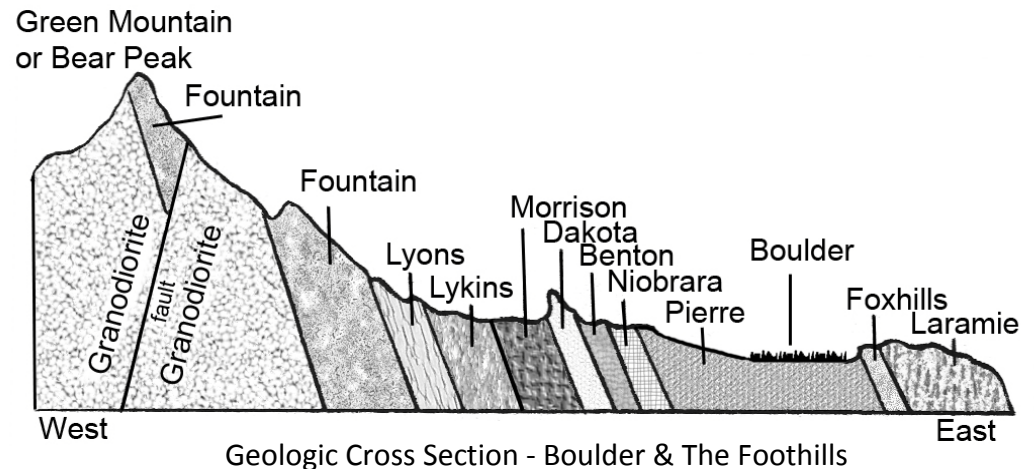 Green Mountain
or Bear Peak
Fountain
Fountain
Lyons
Lykins
Morrison
Dakota
Benton
Niobrara
Pierre
Boulder
Foxhills
Laramie
Granodiorite
fault
Granodiorite
West
East
Geologic Cross Section - Boulder & The Foothills